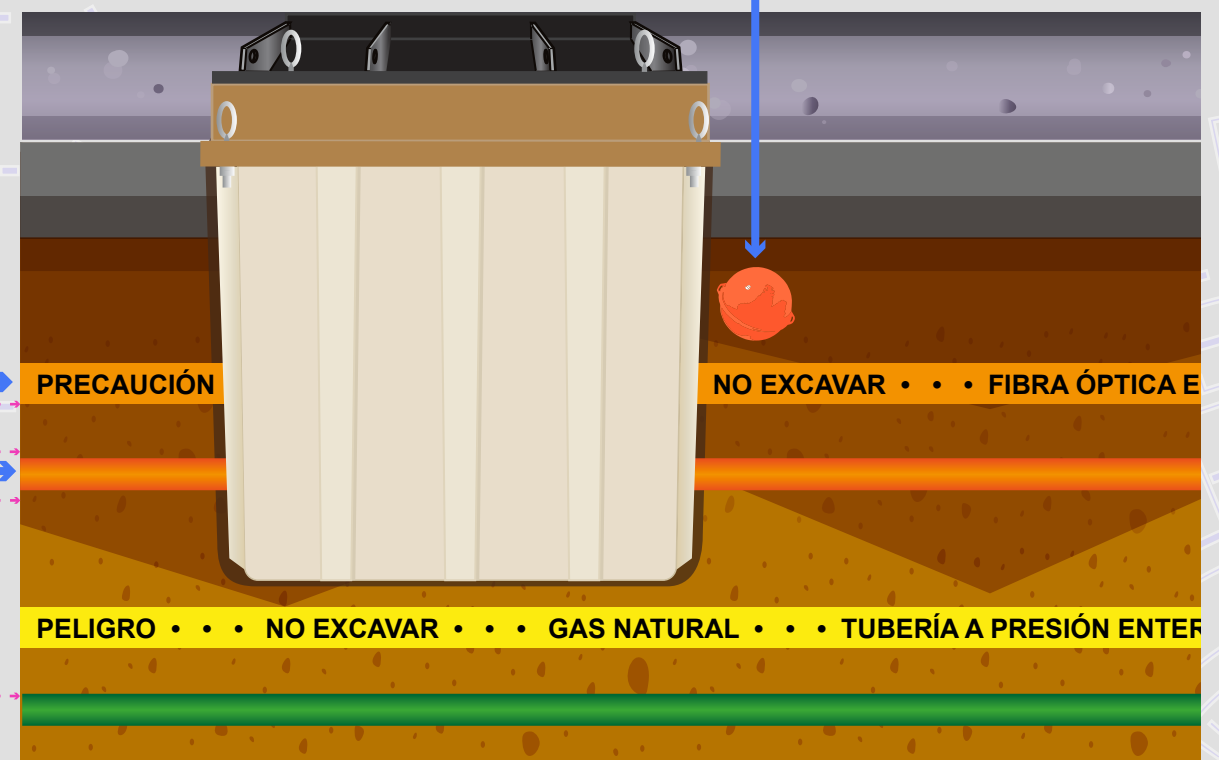 PRECAUCIÓN NO EXCAVAR • • • FIBRA ÓPTICA E
PELIGRO • • • NO EXCAVAR • • • GAS NATURAL • • • TUBERÍA A PRESIÓN ENTER